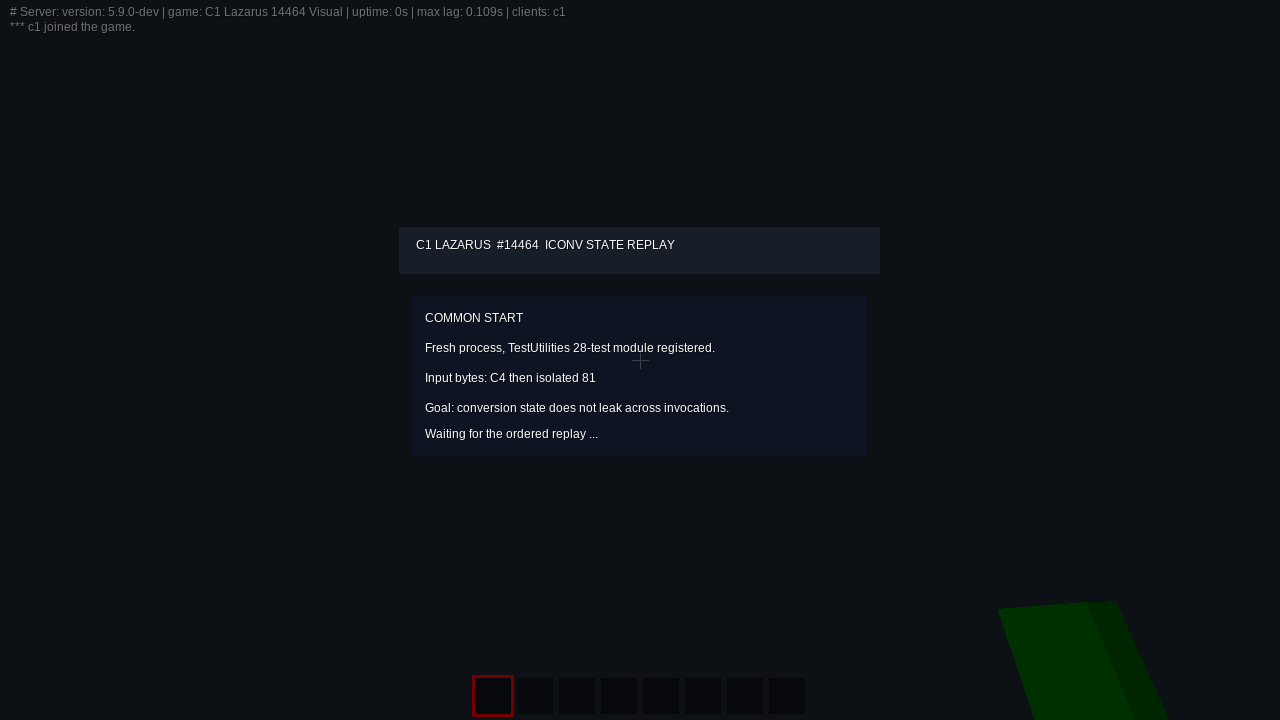 # Server: version: 5.9.0-dev | game: C1 Lazarus 14464 Visual | uptime: 0s | max lag: 0.109s | clients: c1
*** c1 joined the game.
C1 LAZARUS  #14464  ICONV STATE REPLAY
COMMON START
Fresh process, TestUtilities 28-test module registered.
Input bytes: C4 then isolated 81
Goal: conversion state does not leak across invocations.
Waiting for the ordered replay ...